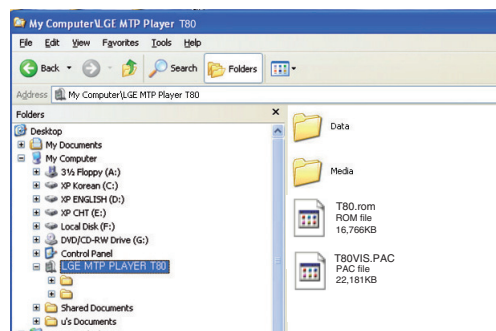 My Computer\LGE MTP Player T80
File Edit View Favorites Tools Help
Back Search Folders
Address My Computer\LGE MTP Player T80
Folders
Desktop
My Documents
My Computer
3½ Floppy (A:)
XP Korean (C:)
XP ENGLISH (D:)
XP CHT (E:)
Local Disk (F:)
DVD/CD-RW Drive (G:)
Control Panel
LGE MTP PLAYER T80
Shared Documents
u's Documents
Data
Media
T80.rom
ROM file
16,766KB
T80VIS.PAC
PAC file
22,181KB